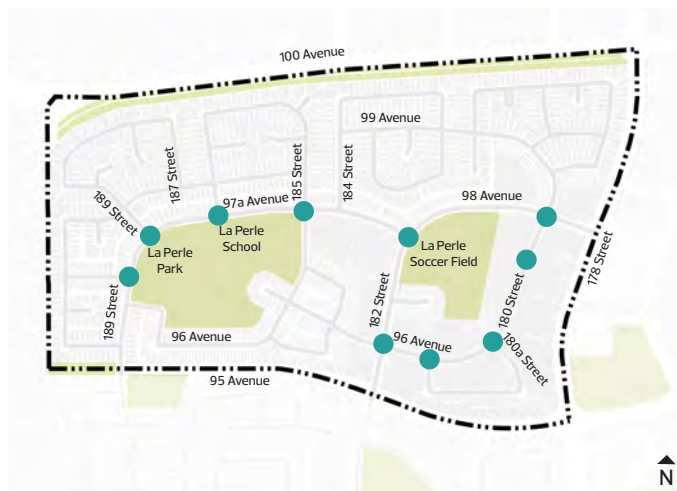 100 Avenue
99 Avenue
187 Street
185 Street
184 Street
189 Street
97a Avenue
98 Avenue
La Perle
School
La Perle
Park
La Perle
Soccer Field
178 Street
189 Street
182 Street
180 Street
96 Avenue
96 Avenue
180a Street
95 Avenue
N